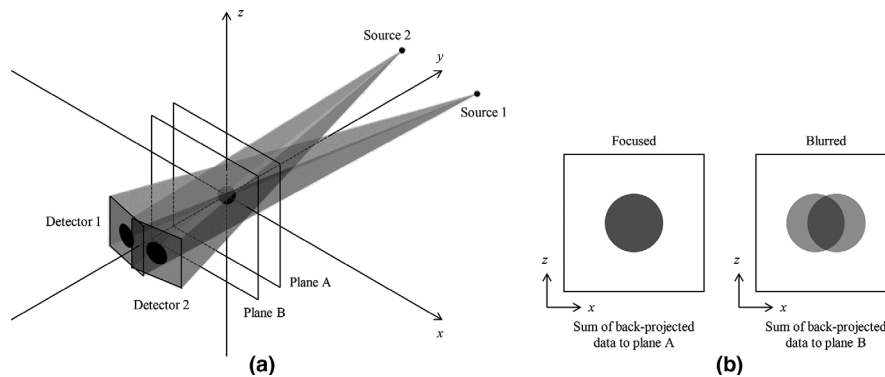 z
Source 2
y
Source 1
Detector 1
Detector 2
Plane B
Plane A
x
(a)
Focused
z
x
Sum of back-projected
data to plane A
Blurred
z
x
Sum of back-projected
data to plane B
(b)